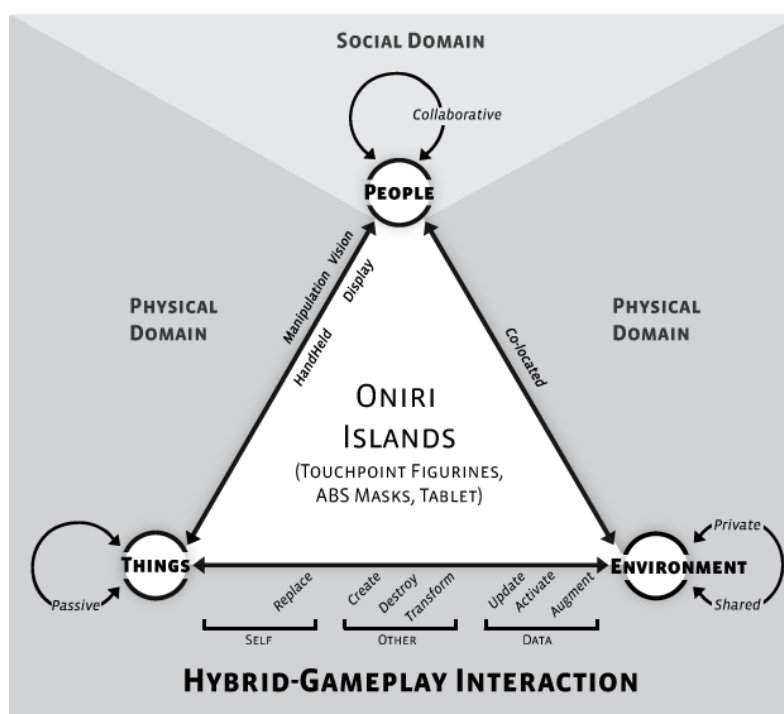 SOCIAL DOMAIN
Collaborative
PEOPLE
Manipulation Vision
HandHeld Display
PHYSICAL
DOMAIN
PHYSICAL
DOMAIN
Co-located
ONIRI
ISLANDS
(TOUCHPOINT FIGURINES,
ABS MASKS, TABLET)
Passive
THINGS
ENVIRONMENT
Private
Shared
Replace
Create
Destroy
Transform
Update
Activate
Augment
SELF
OTHER
DATA
HYBRID-GAMEPLAY INTERACTION